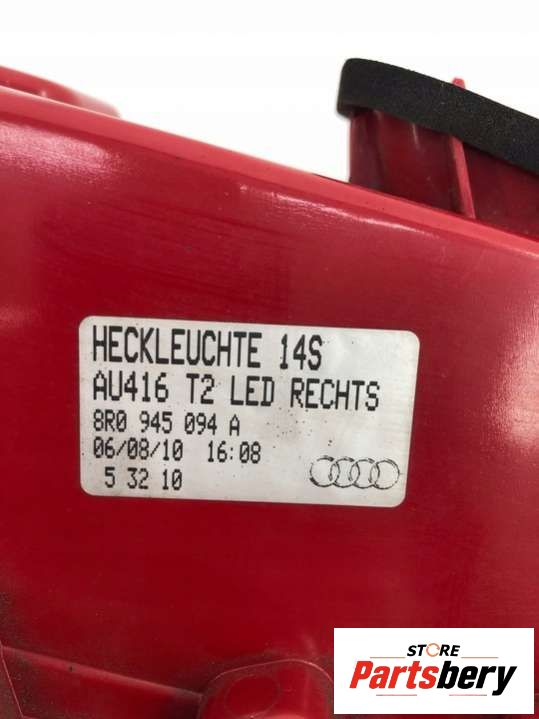 HECKLEUCHTE 14S
AU416 T2 LED RECHTS
8R0 945 094 A
06/08/10 16:08
5 32 10
STORE
Partsbery